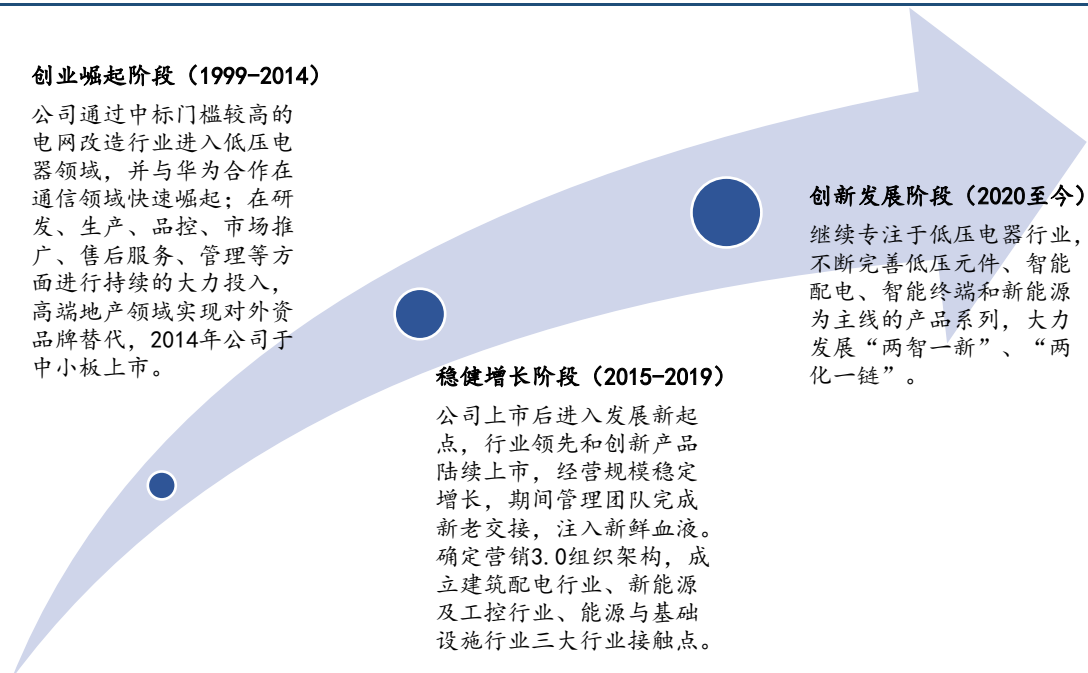 创业崛起阶段（1999-2014）
公司通过中标门槛较高的
电网改造行业进入低压电
器领域，并与华为合作在
通信领域快速崛起；在研
发、生产、品控、市场推
广、售后服务、管理等方
面进行持续的大力投入，
高端地产领域实现对外资
品牌替代，2014年公司于
中小板上市。
稳健增长阶段（2015-2019）
公司上市后进入发展新起
点，行业领先和创新产品
陆续上市，经营规模稳定
增长，期间管理团队完成
新老交接，注入新鲜血液。
确定营销3.0组织架构，成
立建筑配电行业、新能源
及工控行业、能源与基础
设施行业三大行业接触点。
创新发展阶段（2020至今）
继续专注于低压电器行业，
不断完善低压元件、智能
配电、智能终端和新能源
为主线的产品系列，大力
发展“两智一新”、“两
化一链”。